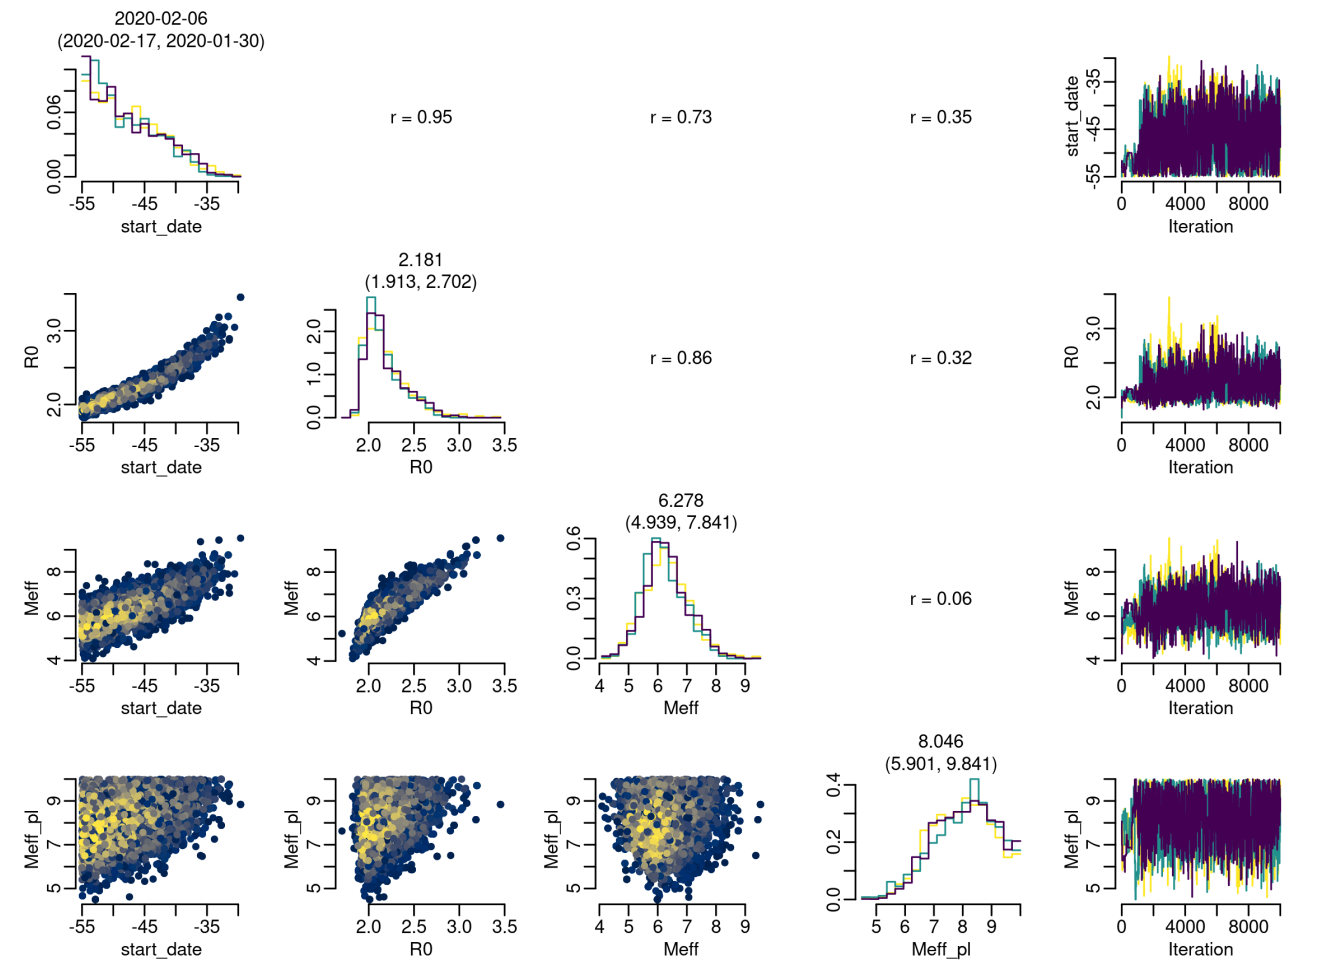 2020-02-06
(2020-02-17, 2020-01-30)
0.00 0.06
-55 -45 -35
start_date
r = 0.95
r = 0.73
r = 0.35
start_date
-55 -45 -35
0 4000 8000
Iteration
R0
2.0 3.0
-55 -45 -35
start_date
2.181
(1.913, 2.702)
0.0 1.0 2.0
2.0 2.5 3.0 3.5
R0
r = 0.86
r = 0.32
R0
2.0 3.0
0 4000 8000
Iteration
Meff
4 6 8
-55 -45 -35
start_date
Meff
4 6 8
2.0 2.5 3.0 3.5
R0
6.278
(4.939, 7.841)
0.0 0.3 0.6
4 5 6 7 8 9
Meff
r = 0.06
Meff
4 6 8
0 4000 8000
Iteration
Meff_pl
5 7 9
-55 -45 -35
start_date
Meff_pl
5 7 9
2.0 2.5 3.0 3.5
R0
Meff_pl
5 7 9
4 5 6 7 8 9
Meff
8.046
(5.901, 9.841)
0.0 0.2 0.4
5 6 7 8 9
Meff_pl
Meff_pl
5 7 9
0 4000 8000
Iteration